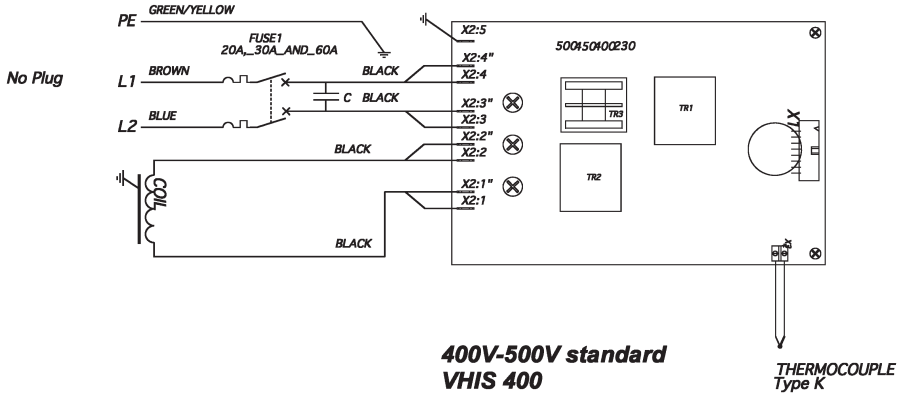 PE GREEN/YELLOW
FUSE1
20A,_30A_AND_60A
No Plug
L1 BROWN
BLACK
C BLACK
L2 BLUE
BLACK
COIL
BLACK
X2:5
X2:4"
X2:4
X2:3"
X2:3
X2:2"
X2:2
X2:1"
X2:1
500450400230
TR3
TR1
TR2
X1
400V-500V standard
VHIS 400
THERMOCOUPLE
Type K